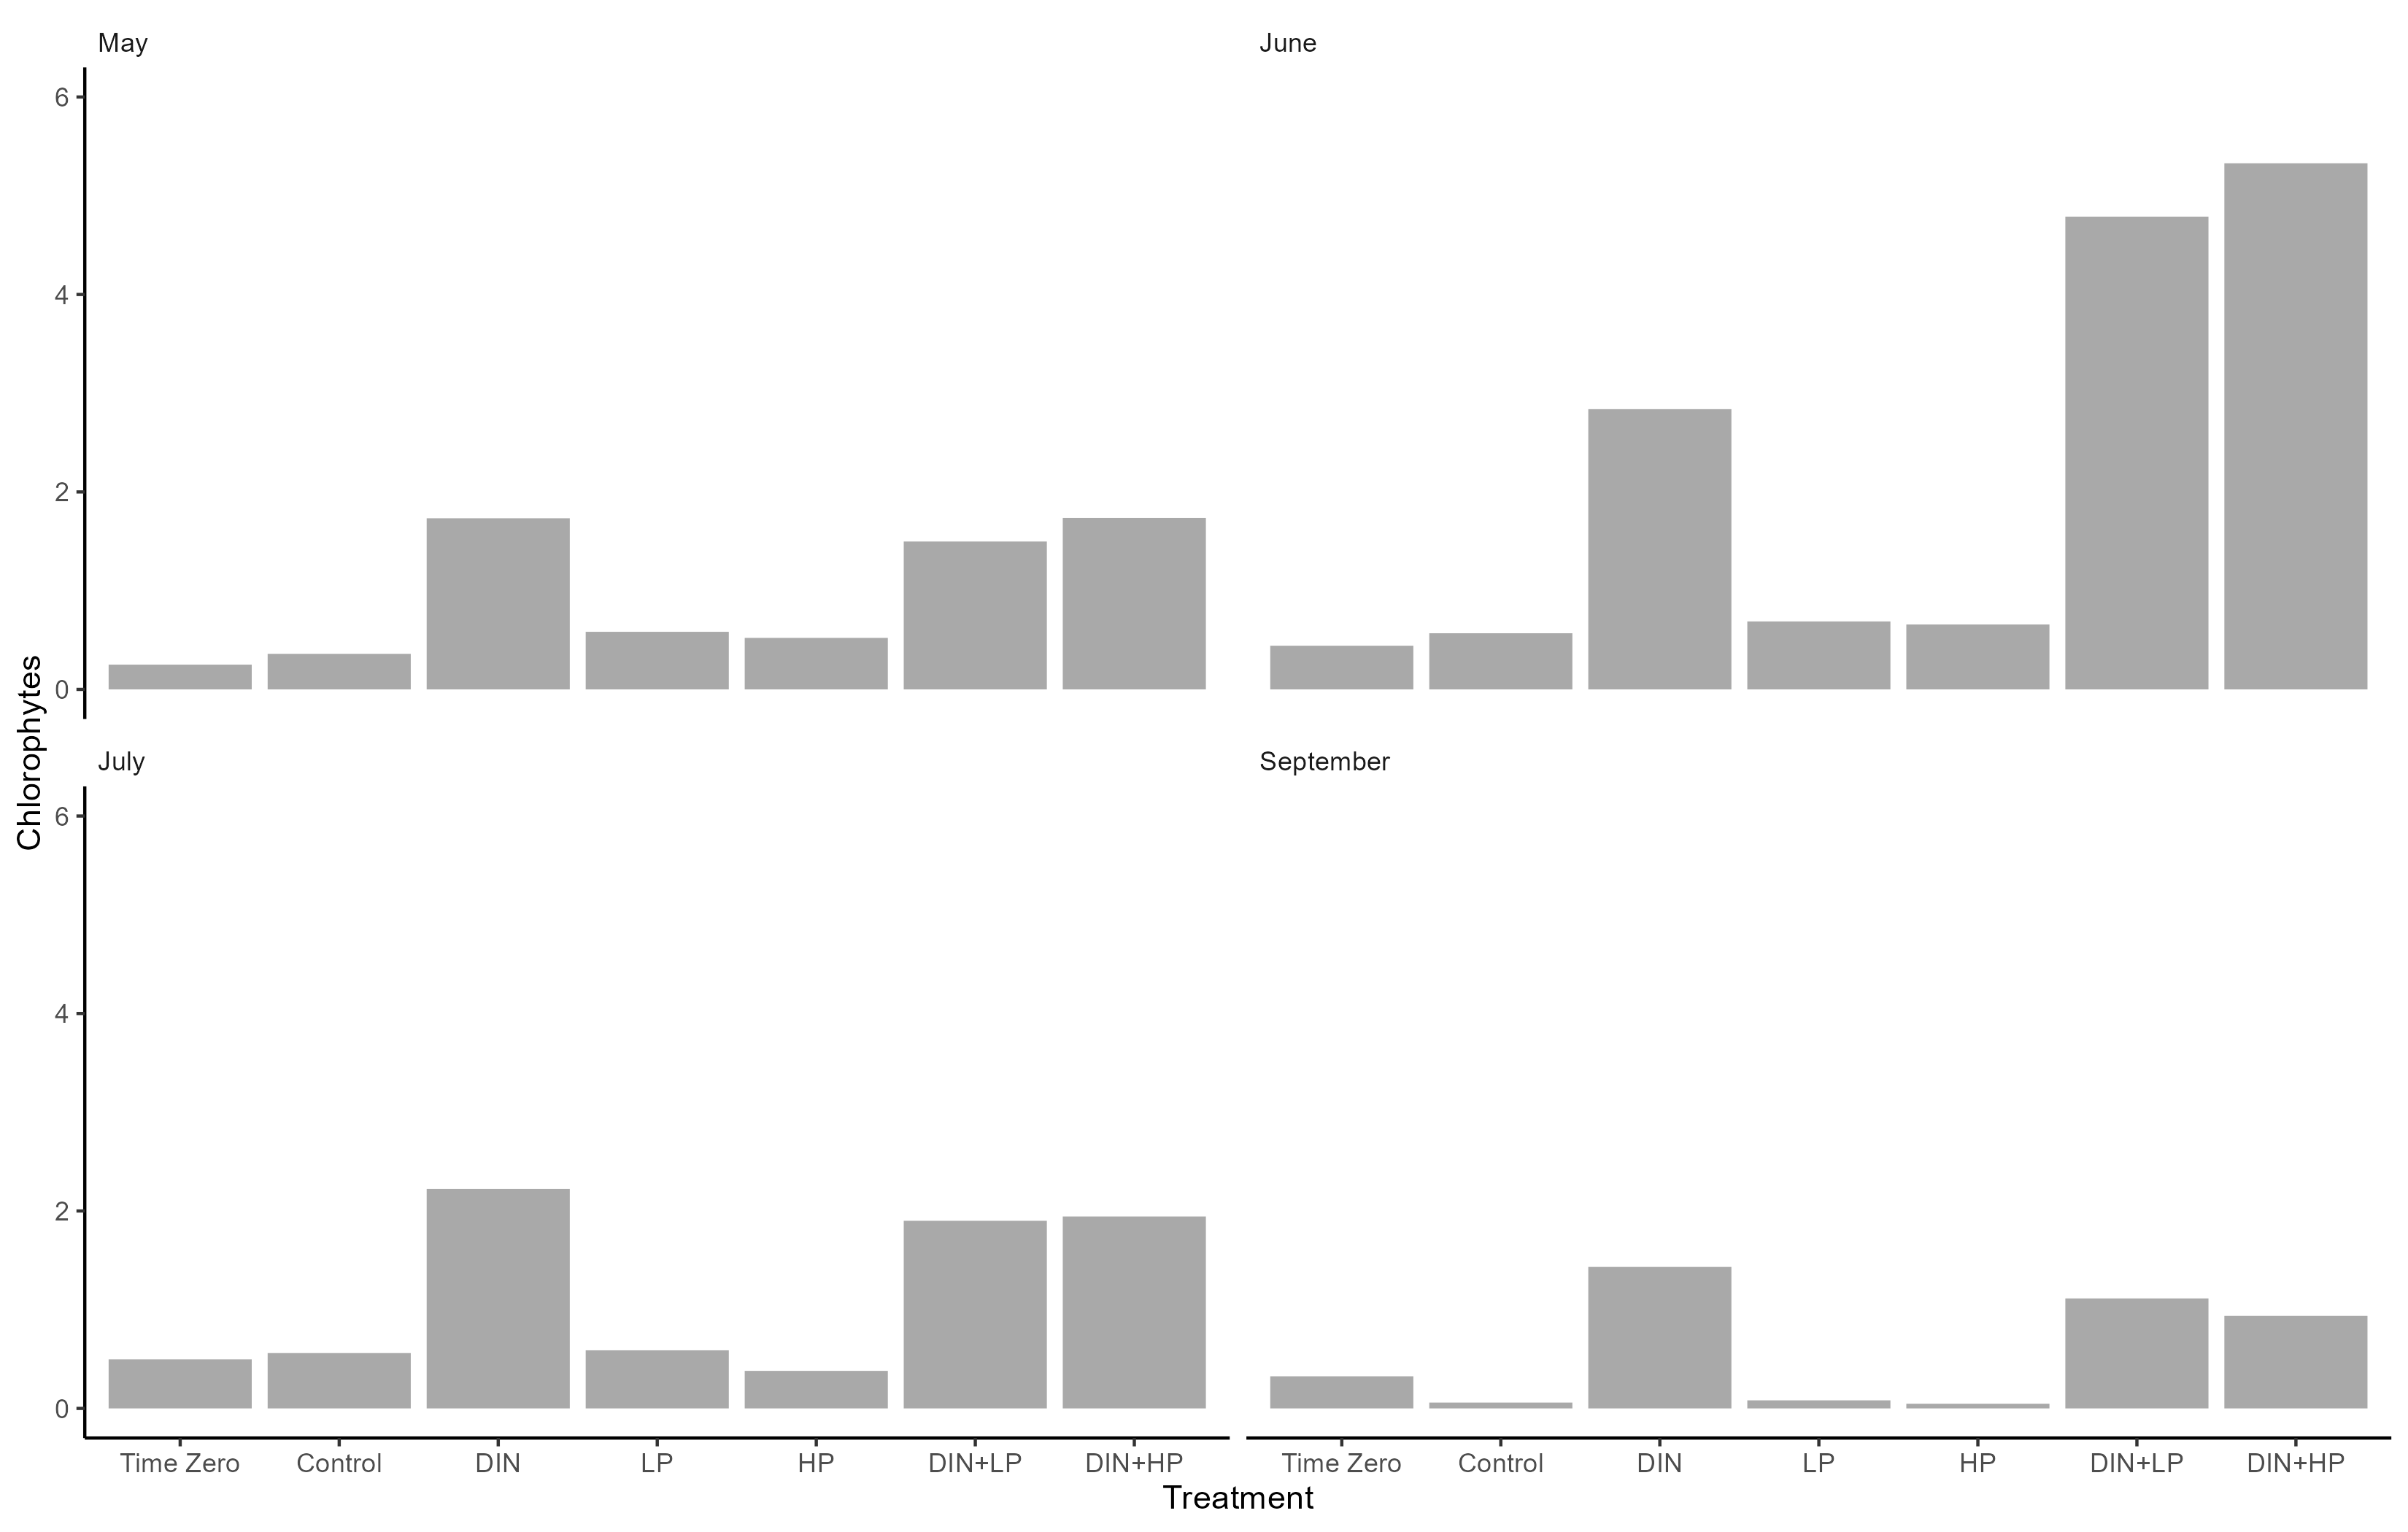 May
June
6
4
2
0
Chlorophytes
July
September
6
4
2
0
Time Zero Control DIN LP HP DIN+LP DIN+HP
Time Zero Control DIN LP HP DIN+LP DIN+HP
Treatment